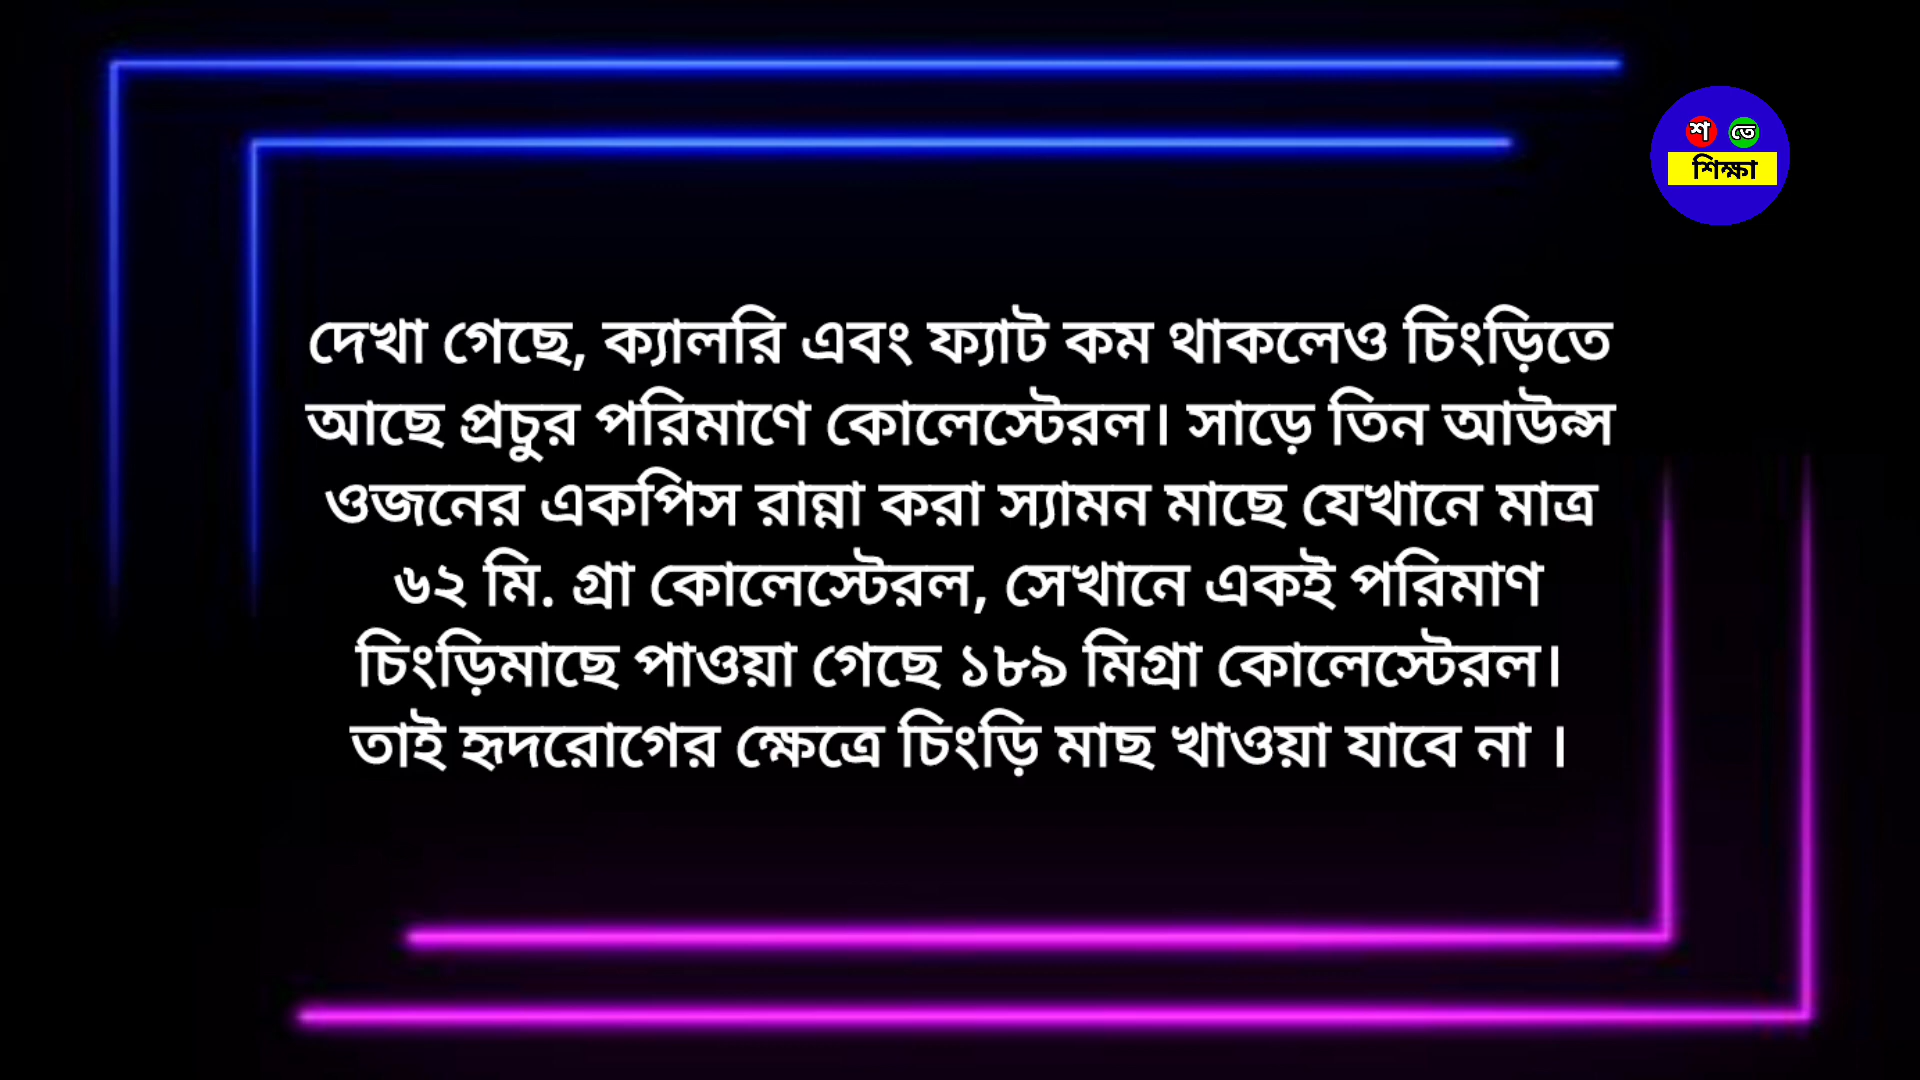 শ তে
শিক্ষা
দেখা গেছে, ক্যালরি এবং ফ্যাট কম থাকলেও চিংড়িতে
আছে প্রচুর পরিমাণে কোলেস্টেরল। সাড়ে তিন আউন্স
ওজনের একপিস রান্না করা স্যামন মাছে যেখানে মাত্র
৬২ মি. গ্রা কোলেস্টেরল, সেখানে একই পরিমাণ
চিংড়িমাছে পাওয়া গেছে ১৮৯ মিগ্রা কোলেস্টেরল।
তাই হৃদরোগের ক্ষেত্রে চিংড়ি মাছ খাওয়া যাবে না ।